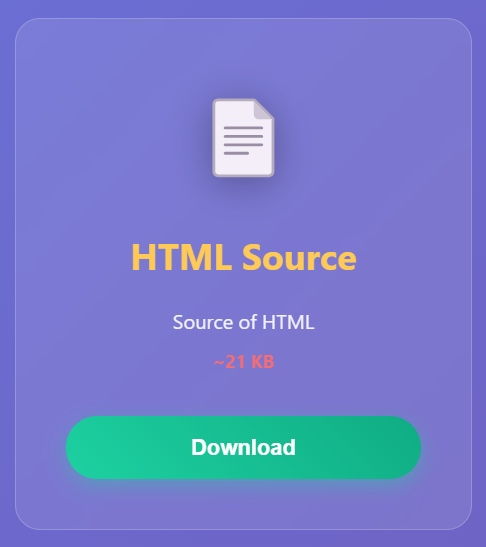 HTML Source
Source of HTML
~21 KB
Download